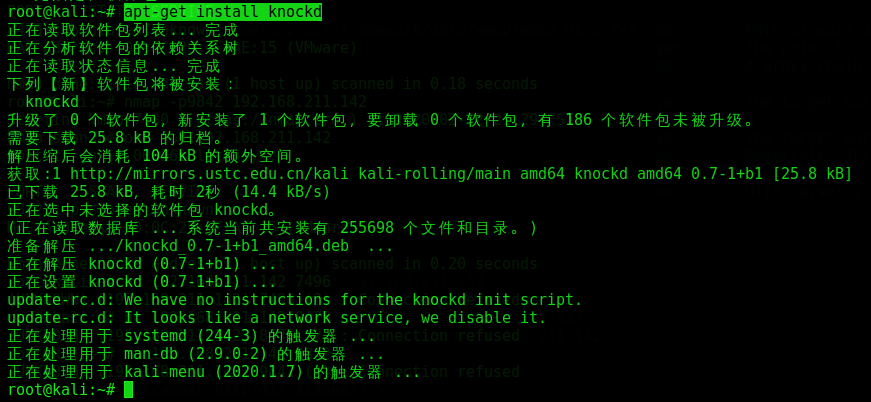 root@kali:~# apt-get install knockd
正在读取软件包列表... 完成
正在分析软件包的依赖关系树
正在读取状态信息... 完成
下列【新】软件包将被安装：
  knockd
升级了 0 个软件包，新安装了 1 个软件包，要卸载 0 个软件包，有 186 个软件包未被升级。
需要下载 25.8 kB 的归档。
解压缩后会消耗 104 kB 的额外空间。
获取:1 http://mirrors.ustc.edu.cn/kali kali-rolling/main amd64 knockd amd64 0.7-1+b1 [25.8 kB]
已下载 25.8 kB，耗时 2秒 (14.4 kB/s)
正在选中未选择的软件包 knockd。
(正在读取数据库 ... 系统当前共安装有 255698 个文件和目录。)
准备解压 .../knockd_0.7-1+b1_amd64.deb  ...
正在解压 knockd (0.7-1+b1) ...
正在设置 knockd (0.7-1+b1) ...
update-rc.d: We have no instructions for the knockd init script.
update-rc.d: It looks like a network service, we disable it.
正在处理用于 systemd (244-3) 的触发器 ...
正在处理用于 man-db (2.9.0-2) 的触发器 ...
正在处理用于 kali-menu (2020.1.7) 的触发器 ...
root@kali:~#